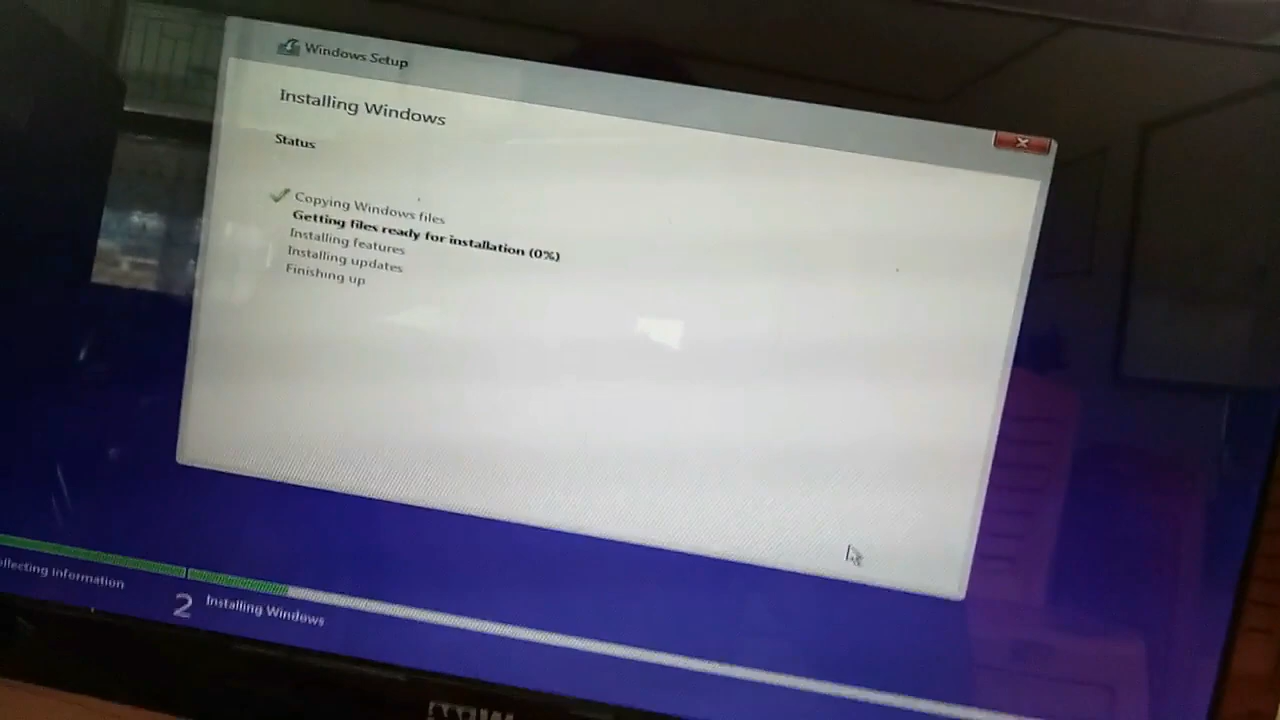 Windows Setup
Installing Windows
Status
Copying Windows files
Getting files ready for installation (0%)
Installing features
Installing updates
Finishing up
information
2 Installing Windows